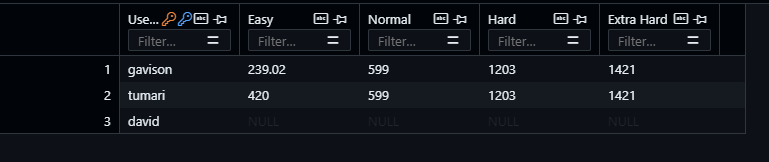 Use... Easy Normal Hard Extra Hard
Filter... Filter... Filter... Filter... Filter...
1 gavison 239.02 599 1203 1421
2 tumari 420 599 1203 1421
3 david NULL NULL NULL NULL